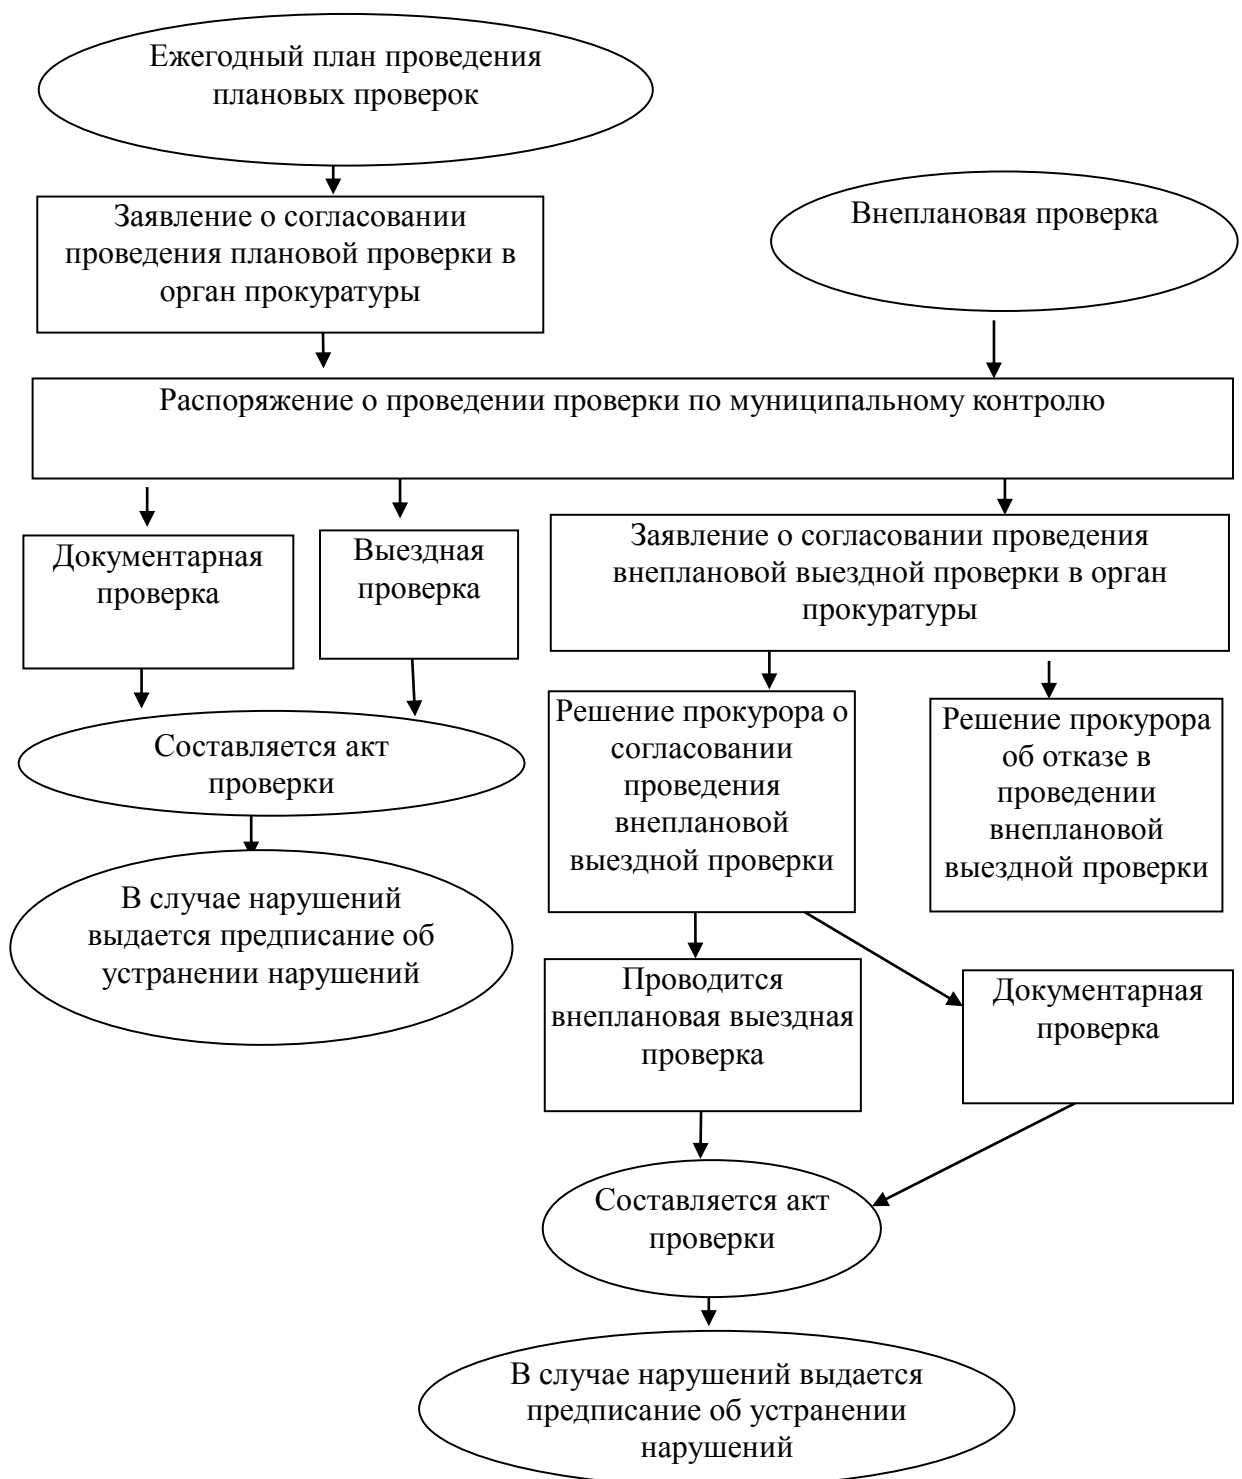 Ежегодный план проведения
плановых проверок
Заявление о согласовании
проведения плановой проверки в
орган прокуратуры
Внеплановая проверка
Распоряжение о проведении проверки по муниципальному контролю
Документарная
проверка
Выездная
проверка
Заявление о согласовании проведения
внеплановой выездной проверки в орган
прокуратуры
Составляется акт
проверки
Решение прокурора о
согласовании
проведения
внеплановой
выездной проверки
Решение прокурора
об отказе в
проведении
внеплановой
выездной проверки
В случае нарушений
выдается предписание об
устранении нарушений
Проводится
внеплановая выездная
проверка
Документарная
проверка
Составляется акт
проверки
В случае нарушений выдается
предписание об устранении
нарушений